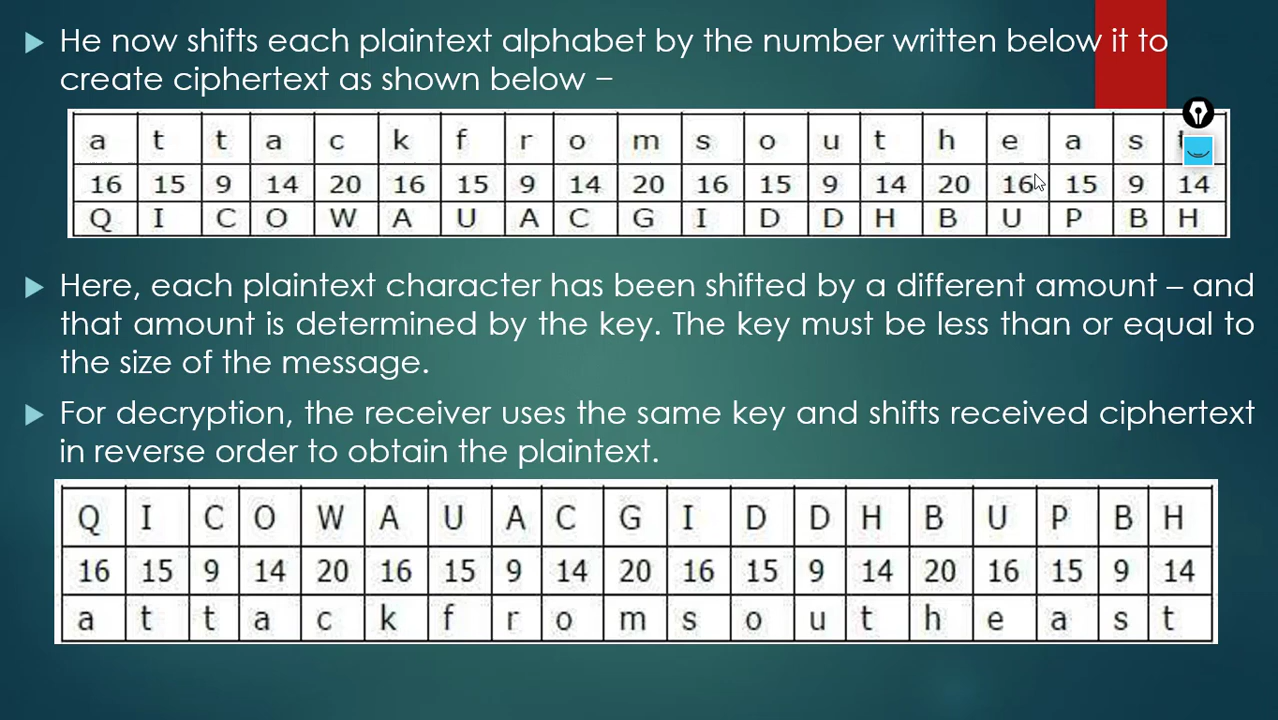 He now shifts each plaintext alphabet by the number written below it to
create ciphertext as shown below −
a t t a c k f r o m s o u t h e a s
16 15 9 14 20 16 15 9 14 20 16 15 9 14 20 16 15 9 14
Q I C O W A U A C G I D D H B U P B H
Here, each plaintext character has been shifted by a different amount – and
that amount is determined by the key. The key must be less than or equal to
the size of the message.
For decryption, the receiver uses the same key and shifts received ciphertext
in reverse order to obtain the plaintext.
Q I C O W A U A C G I D D H B U P B H
16 15 9 14 20 16 15 9 14 20 16 15 9 14 20 16 15 9 14
a t t a c k f r o m s o u t h e a s t